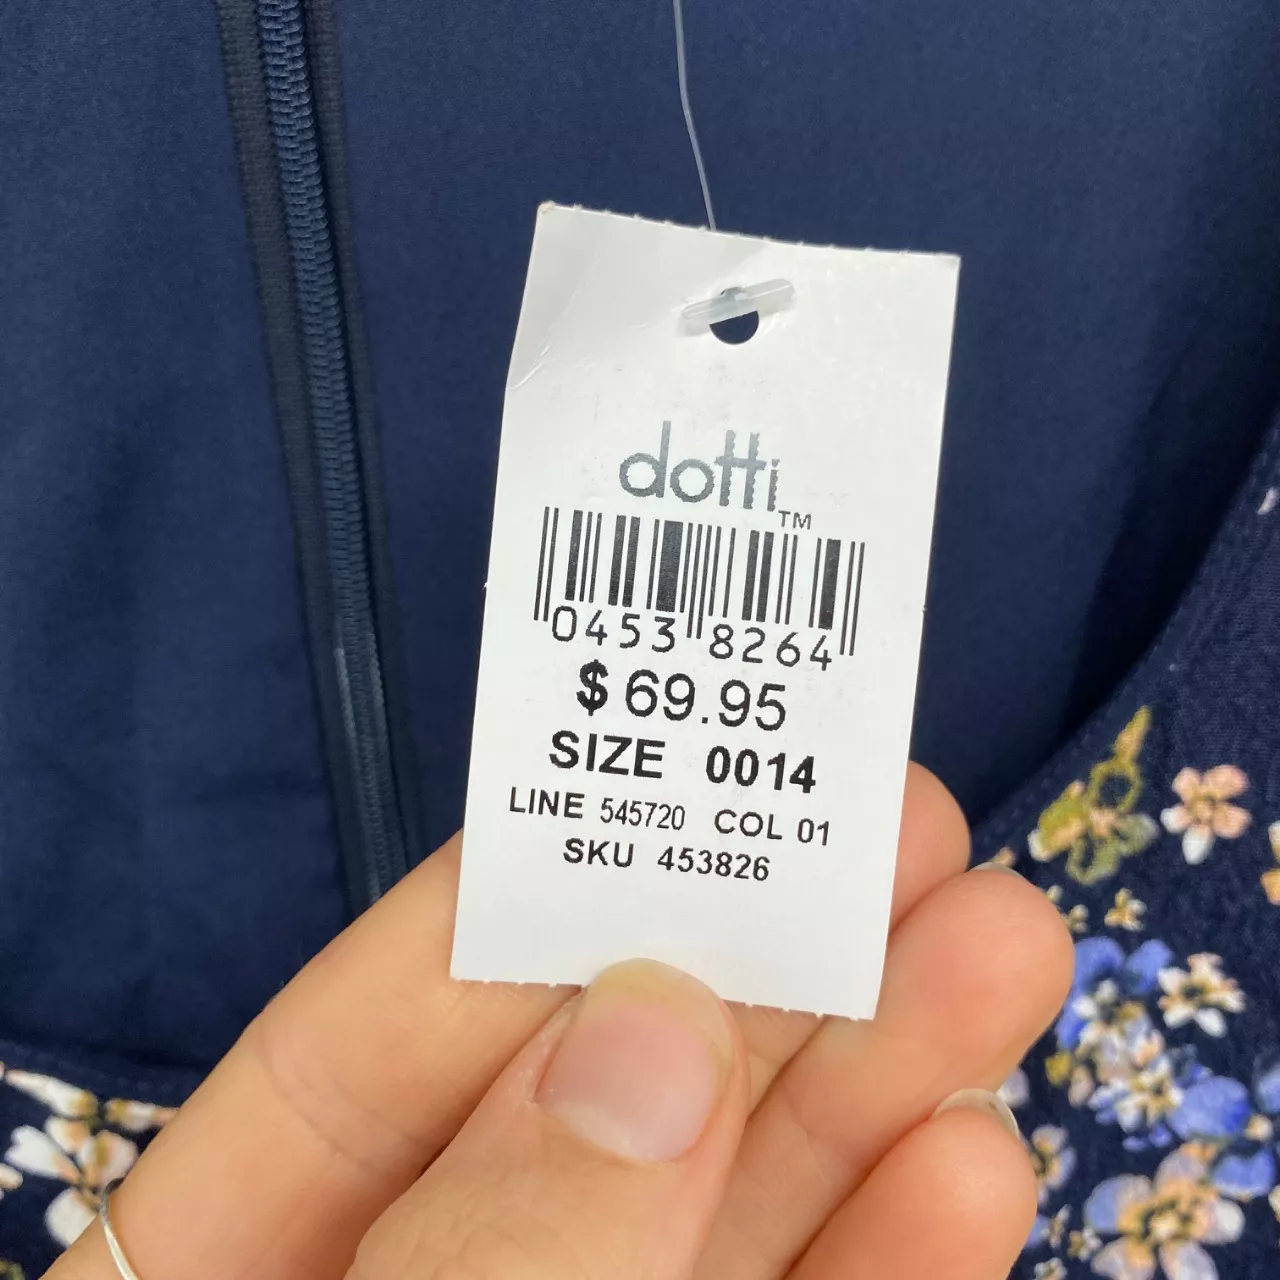 dotti
TM
0453 8264
$69.95
SIZE 0014
LINE 545720 COL 01
SKU 453826